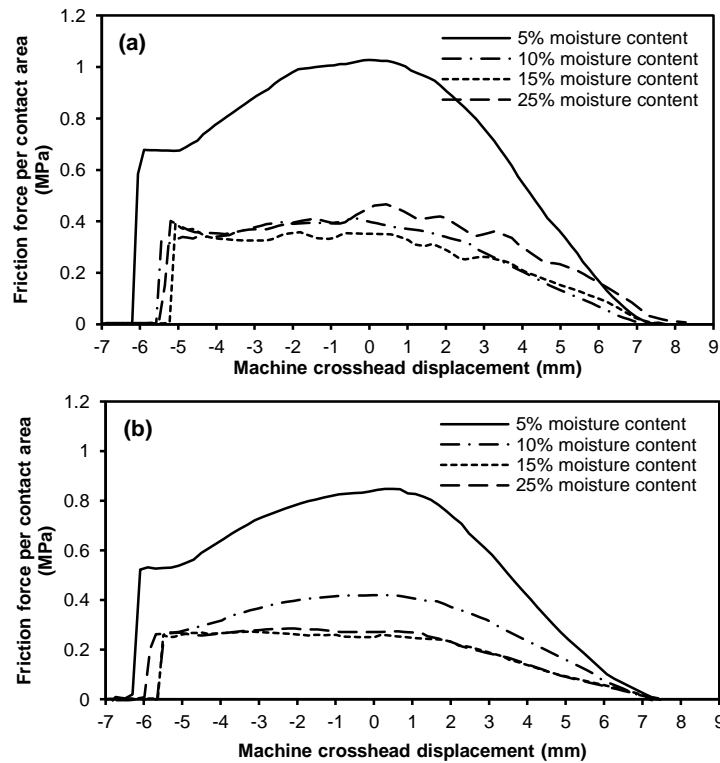 (a)
5% moisture content
10% moisture content
15% moisture content
25% moisture content
Friction force per contact area
(MPa)
1.2
1
0.8
0.6
0.4
0.2
0
-7 -6 -5 -4 -3 -2 -1 0 1 2 3 4 5 6 7 8 9
Machine crosshead displacement (mm)
(b)
5% moisture content
10% moisture content
15% moisture content
25% moisture content
Friction force per contact area
(MPa)
1.2
1
0.8
0.6
0.4
0.2
0
-7 -6 -5 -4 -3 -2 -1 0 1 2 3 4 5 6 7 8 9
Machine crosshead displacement (mm)